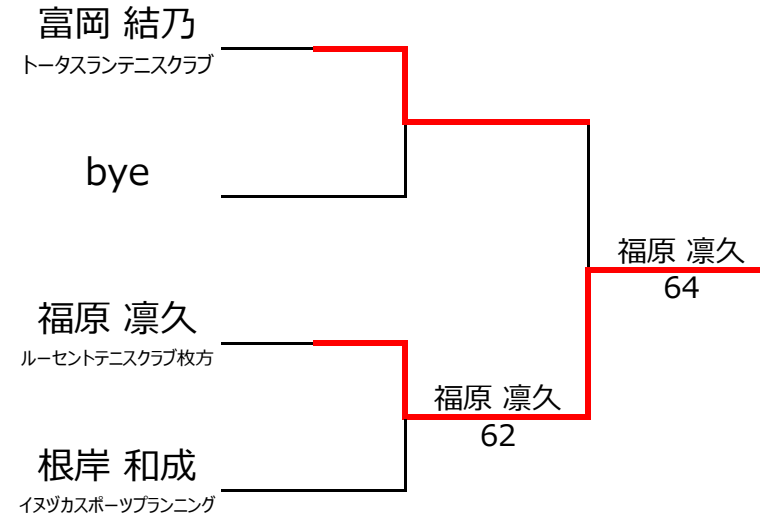 富岡 結乃
トータスランテニスクラブ
bye
福原 凛久
64
福原 凛久
ルーセントテニスクラブ枚方
福原 凛久
62
根岸 和成
イヌヅカスポーツプランニング